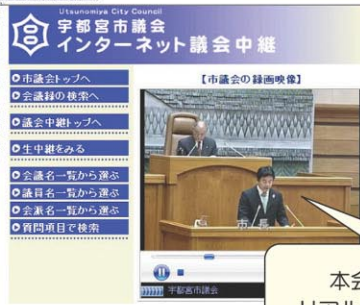 Utsunomiya City Council
宇都宮市議会
インターネット議会中継
市議会トップへ
会議録の検索へ
議会中継トップへ
生中継をみる
会議名一覧から選ぶ
議員名一覧から選ぶ
会派名一覧から選ぶ
質問項目で検索
【市議会の録画映像】
市 長
宇都宮市議会
本会